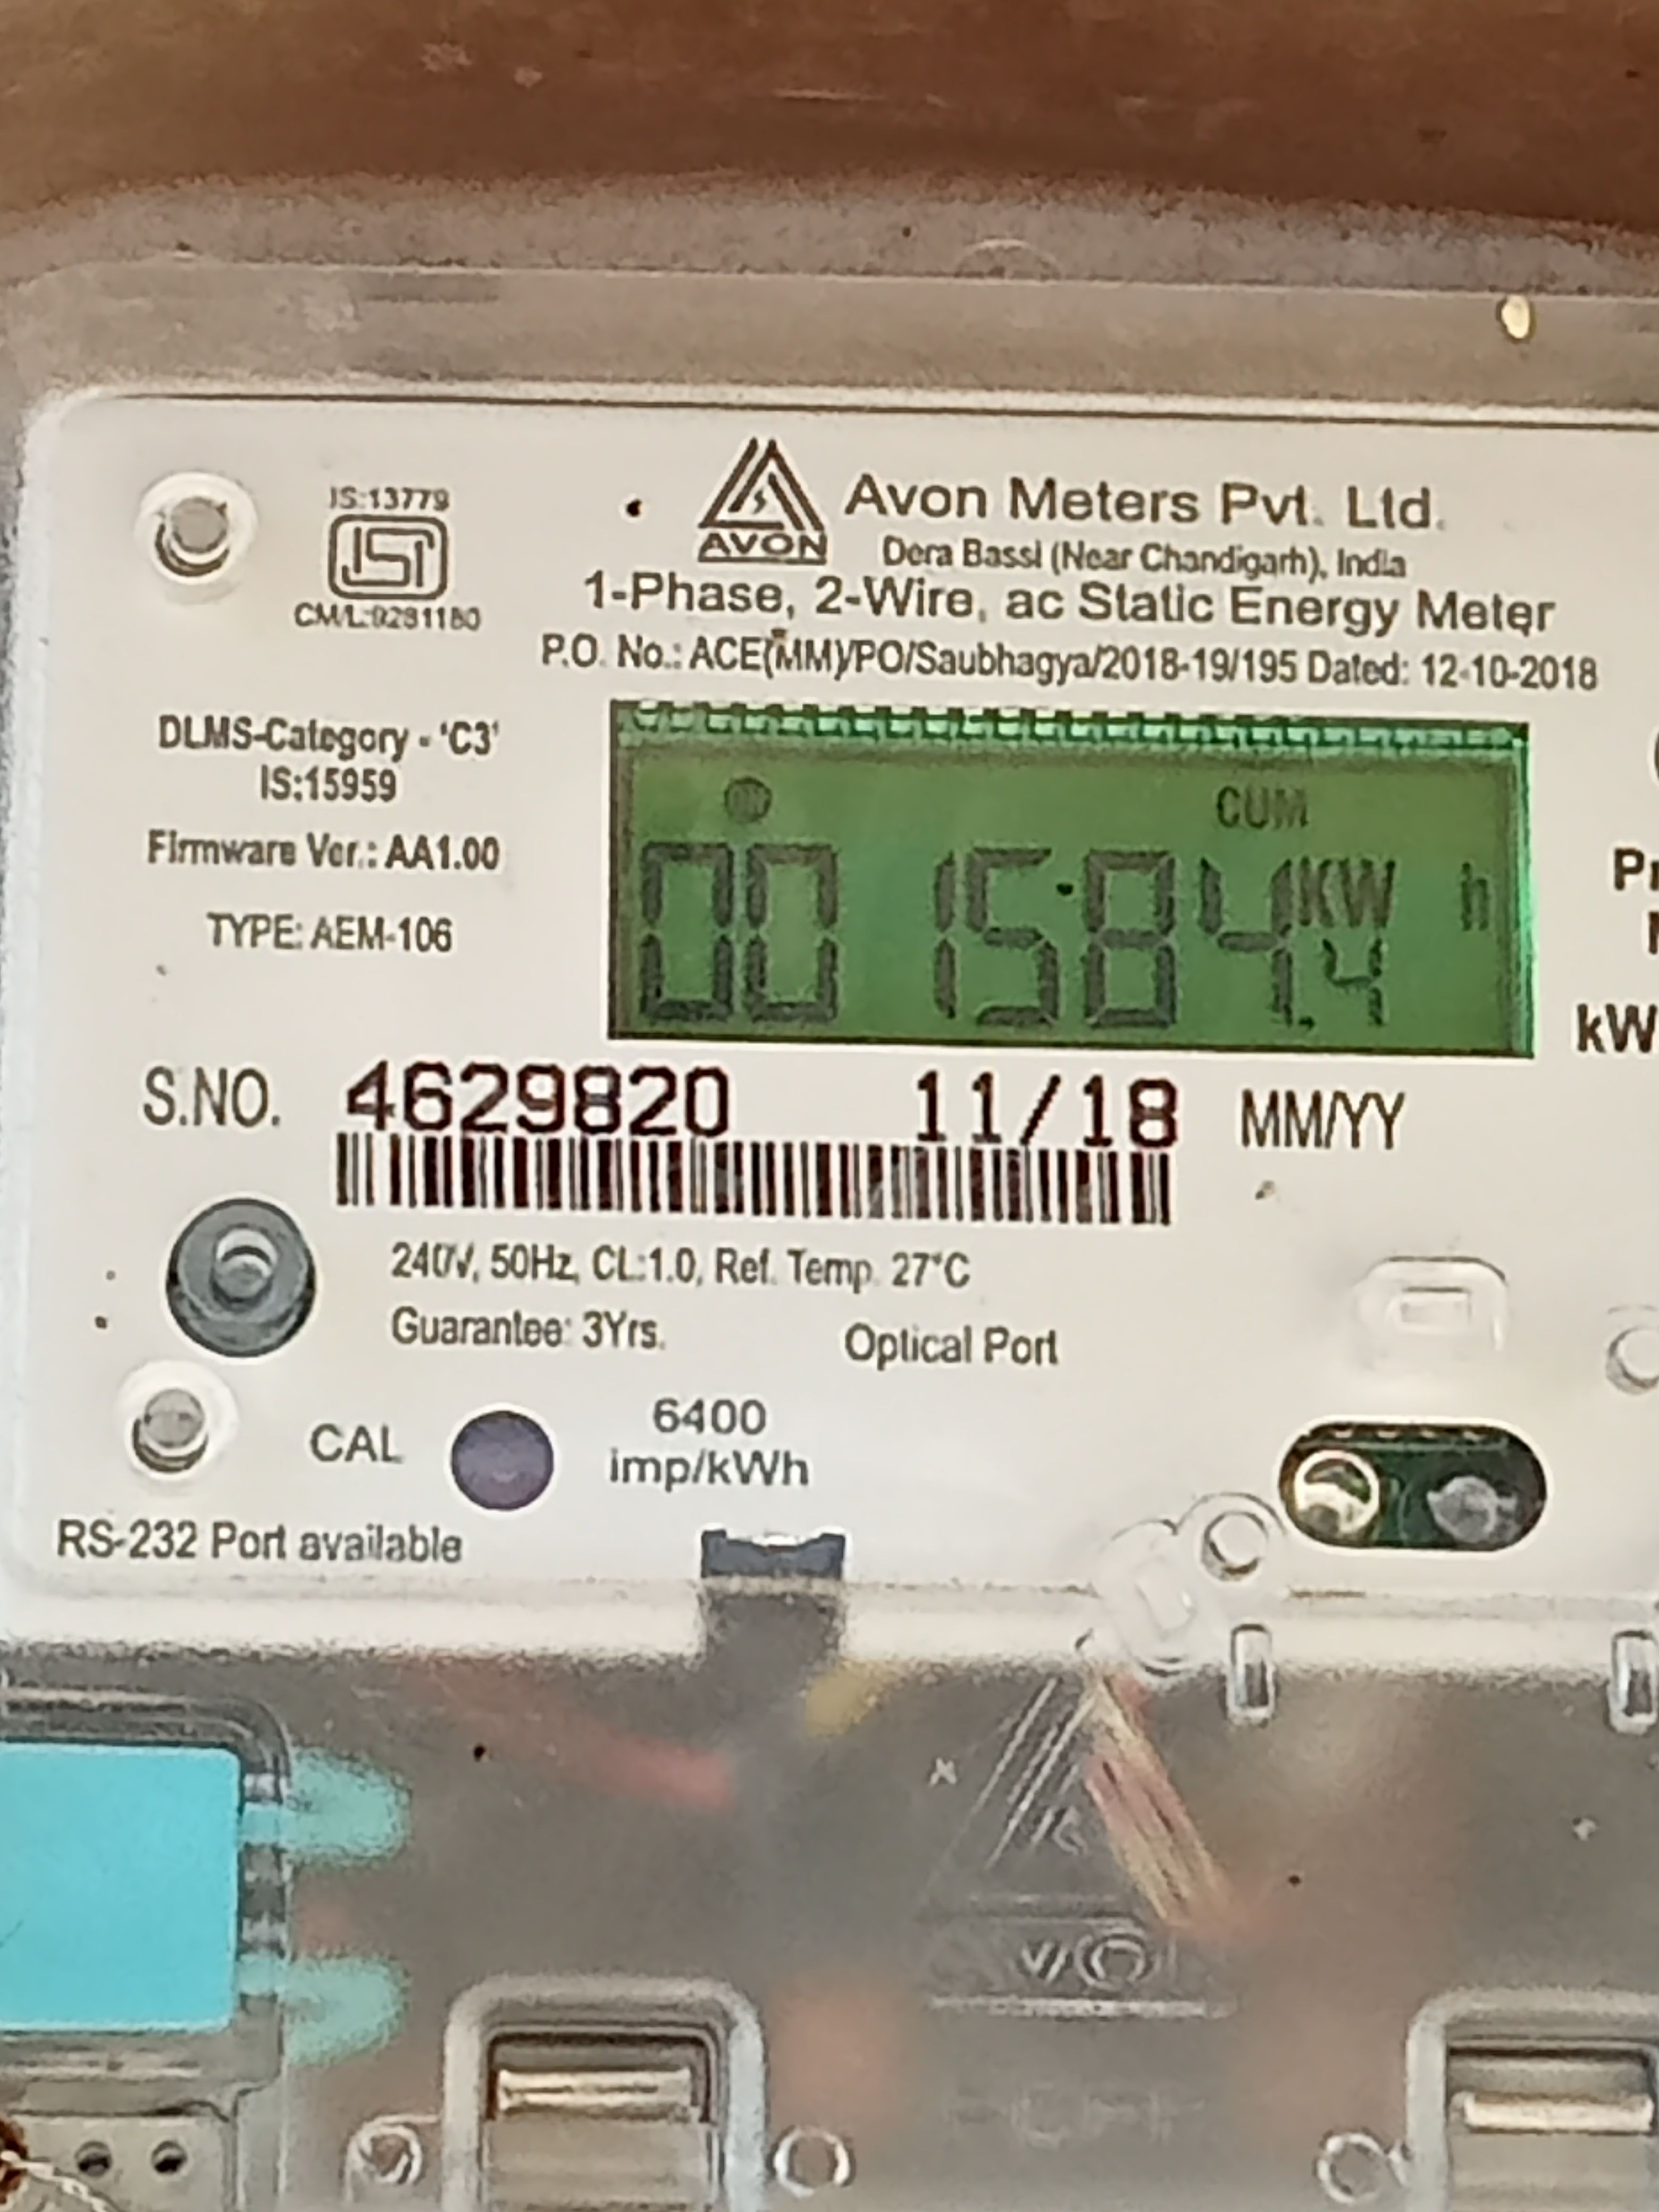 IS:13779
ISI
CM/L:9281180
AVON
Avon Meters Pvt. Ltd.
Dera Bassi (Near Chandigarh), India
1-Phase, 2-Wire, ac Static Energy Meter
P.O. No.: ACE(MM)/PO/Saubhagya/2018-19/195 Dated: 12-10-2018
DLMS-Category - 'C3'
IS:15959
Firmware Ver.: AA1.00
TYPE: AEM-106
ON
CUM
001584.4 KW h
kW
S.NO. 4629820 11/18 MM/YY
240V, 50Hz, CL:1.0, Ref. Temp. 27°C
Guarantee: 3Yrs.
Optical Port
CAL
6400
imp/kWh
RS-232 Port available